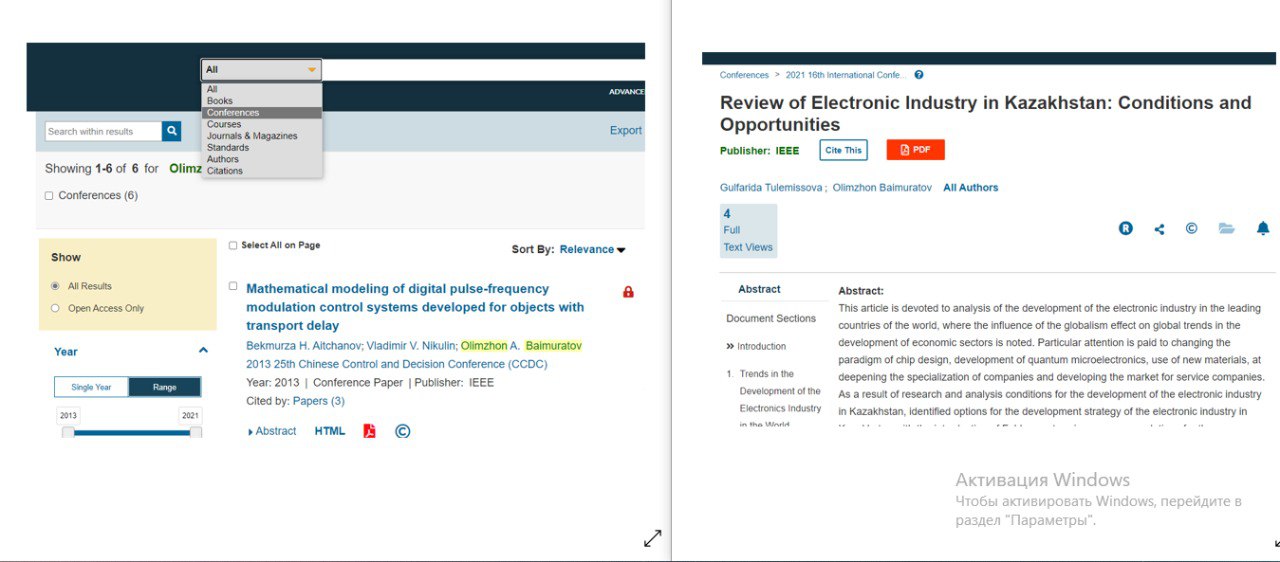 All
All
Books
Conferences
Courses
Journals & Magazines
Standards
Authors
Citations
ADVANCE
Search within results
Export
Showing 1-6 of 6 for Olimz
Conferences (6)
Show
All Results
Open Access Only
Year
Single Year
Range
2013
2021
Select All on Page
Sort By: Relevance
Mathematical modeling of digital pulse-frequency
modulation control systems developed for objects with
transport delay
Bekmurza H. Aitchanov; Vladimir V. Nikulin; Olimzhon A. Baimuratov
2013 25th Chinese Control and Decision Conference (CCDC)
Year: 2013 | Conference Paper | Publisher: IEEE
Cited by: Papers (3)
Abstract HTML
Conferences > 2021 16th International Confe...
Review of Electronic Industry in Kazakhstan: Conditions and
Opportunities
Publisher: IEEE
Cite This
PDF
Gulfarida Tulemissova ; Olimzhon Baimuratov All Authors
4
Full
Text Views
Abstract
Document Sections
Introduction
1. Trends in the
Development of the
Electronics Industry
in the World
Abstract:
This article is devoted to analysis of the development of the electronic industry in the leading
countries of the world, where the influence of the globalism effect on global trends in the
development of economic sectors is noted. Particular attention is paid to changing the
paradigm of chip design, development of quantum microelectronics, use of new materials, at
deepening the specialization of companies and developing the market for service companies.
As a result of research and analysis conditions for the development of the electronic industry
in Kazakhstan, identified options for the development strategy of the electronic industry in
Активация Windows
Чтобы активировать Windows, перейдите в
раздел "Параметры".